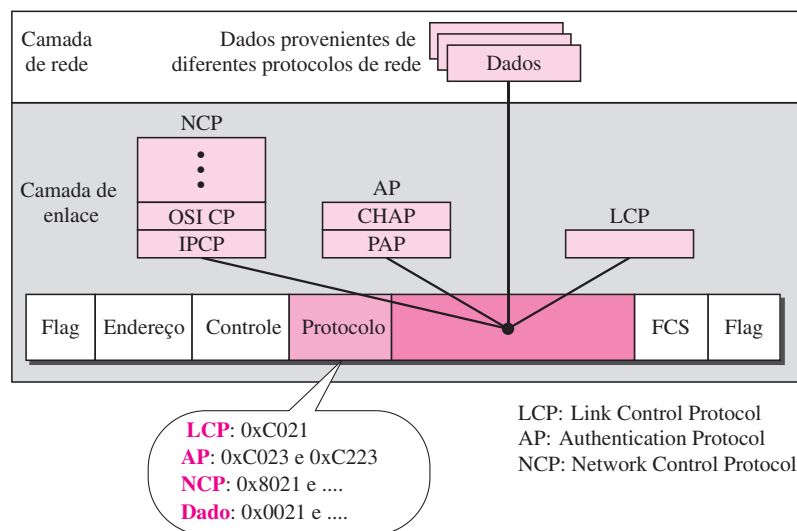 Camada
de rede
Dados provenientes de
diferentes protocolos de rede
Dados
NCP
Camada de
enlace
OSI CP
IPCP
AP
CHAP
PAP
LCP
Flag
Endereço
Controle
Protocolo
FCS
Flag
LCP: 0xC021
AP: 0xC023 e 0xC223
NCP: 0x8021 e ....
Dado: 0x0021 e ....
LCP: Link Control Protocol
AP: Authentication Protocol
NCP: Network Control Protocol